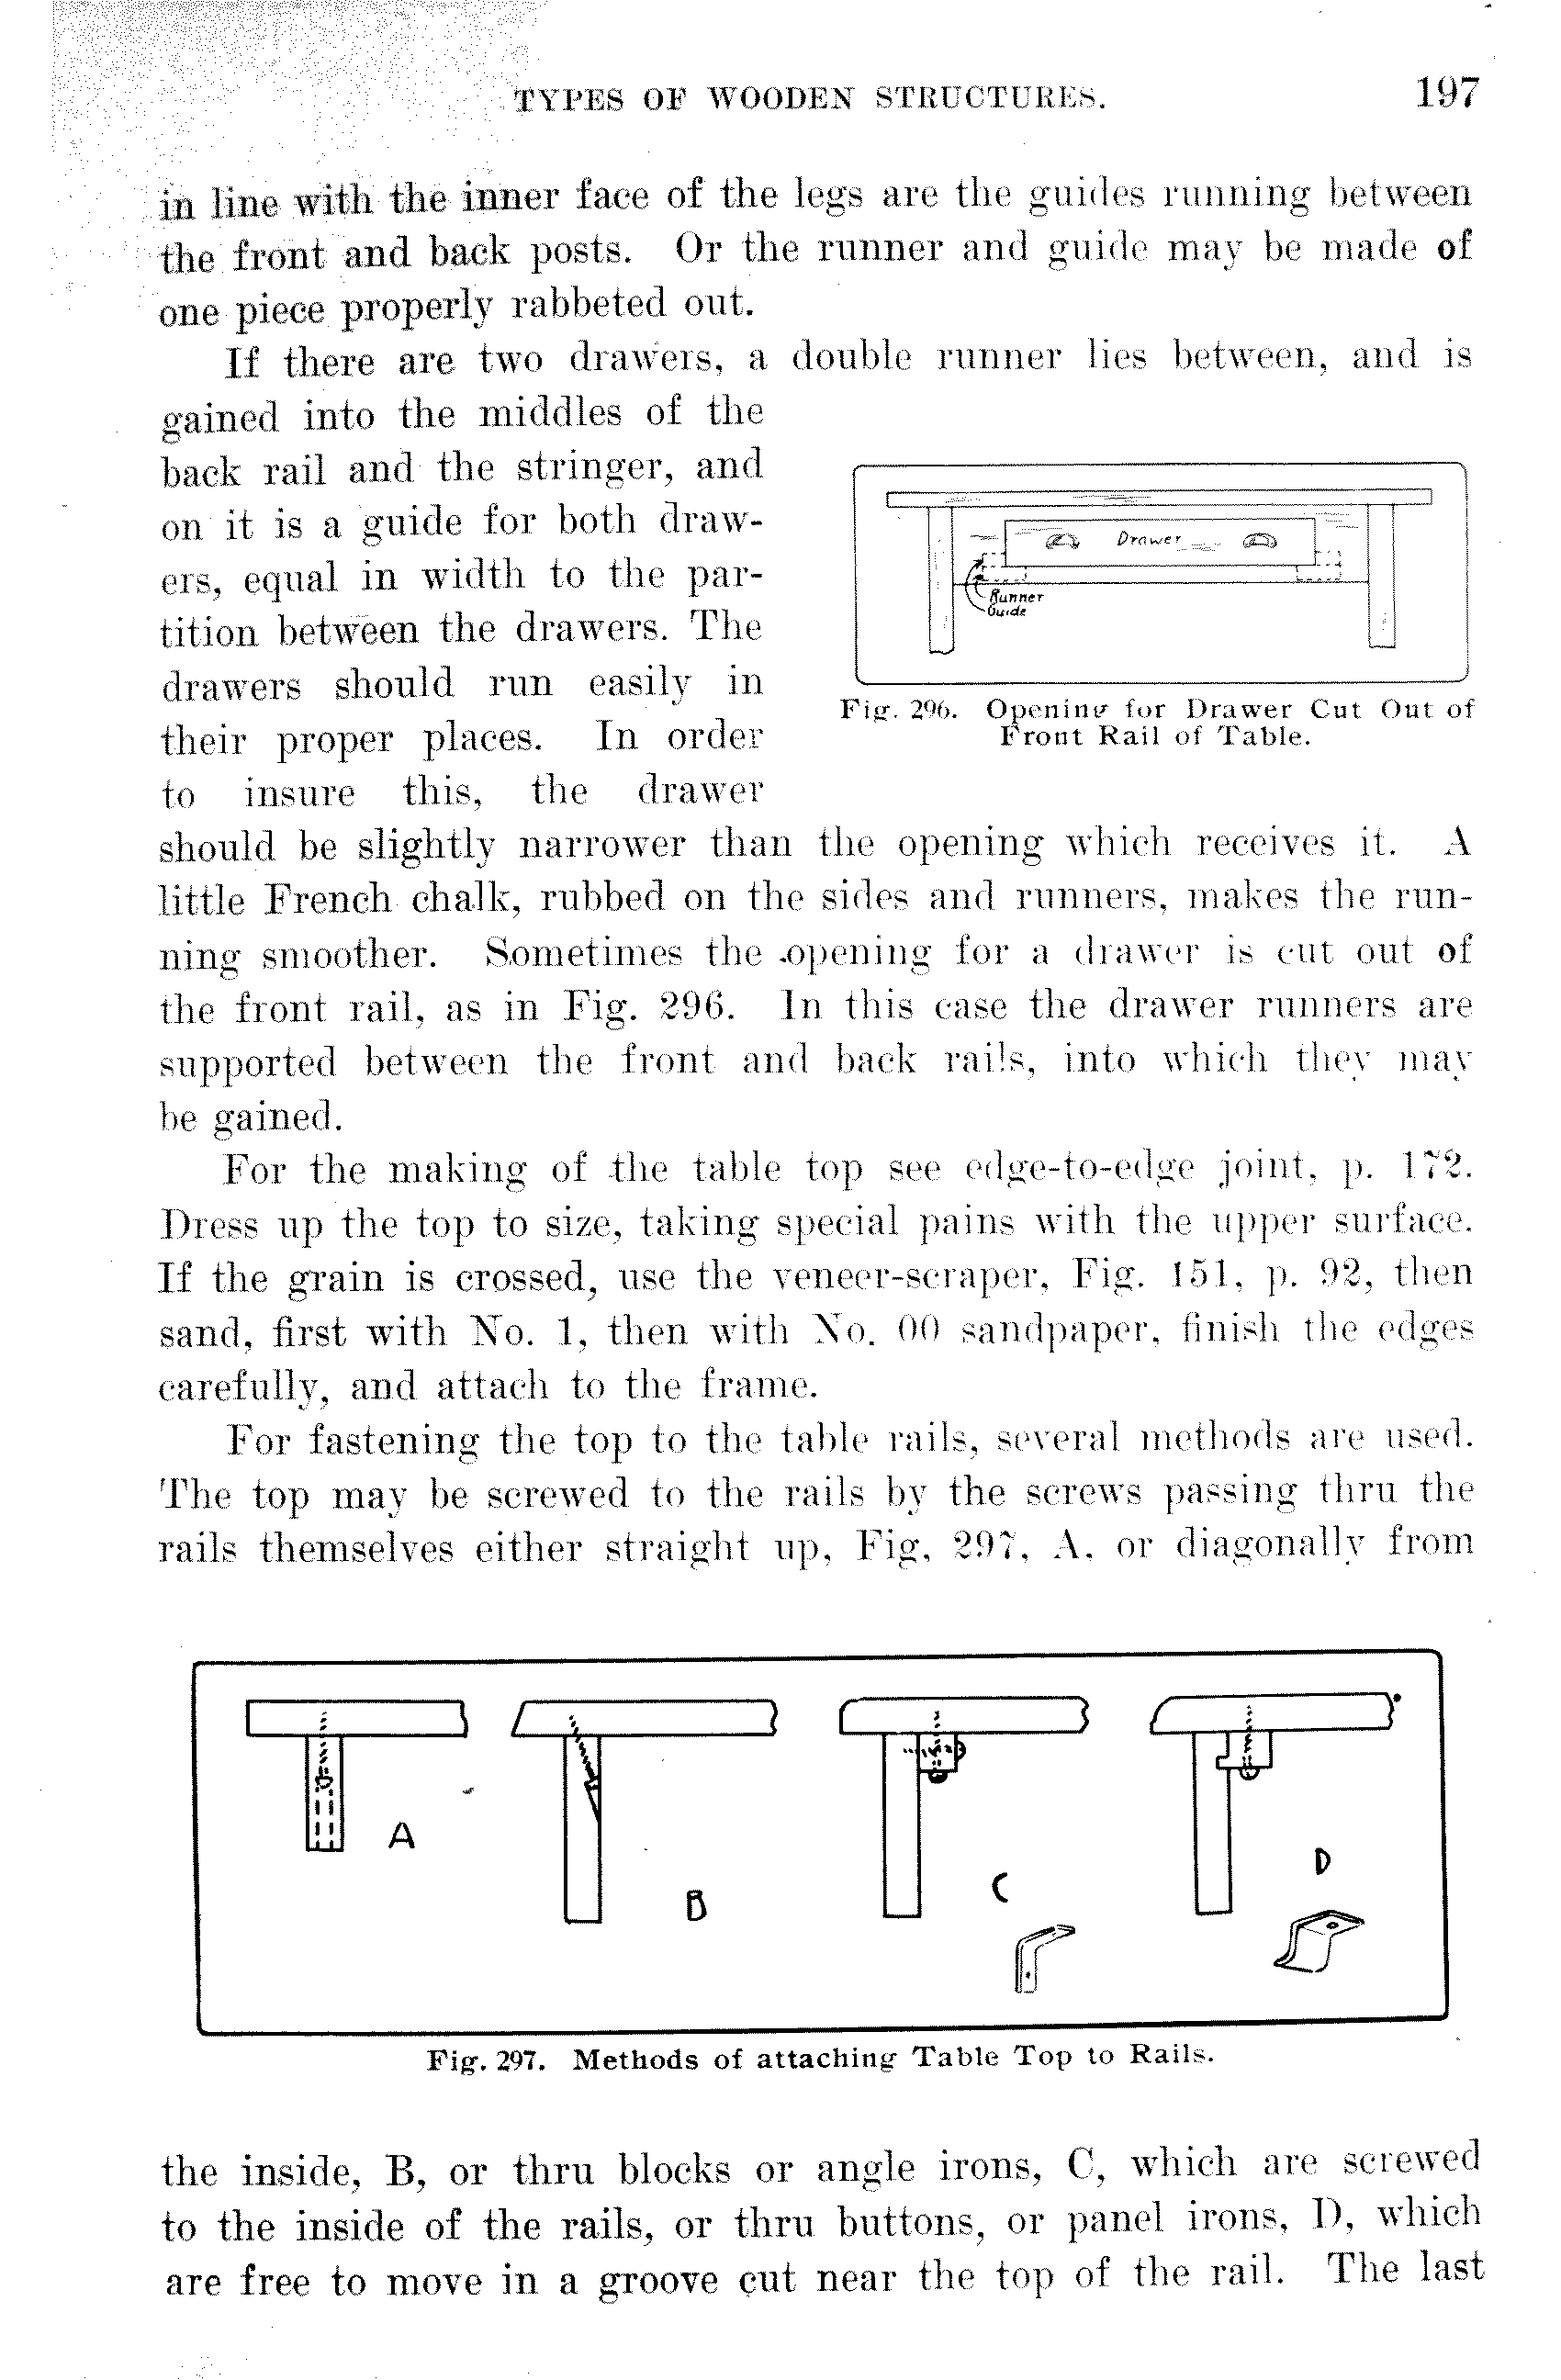 TYPES OF WOODEN STRUCTURES. 197
in line with the inner face of the legs are the guides running between
the front and back posts. Or the runner and guide may be made of
one piece properly rabbeted out.
If there are two drawers, a double runner lies between, and is
gained into the middles of the
back rail and the stringer, and
on it is a guide for both draw-
ers, equal in width to the par-
tition between the drawers. The
drawers should run easily in
their proper places. In order
to insure this, the drawer
Drawer
Runner
Guide
Fig. 296. Opening for Drawer Cut Out of
Front Rail of Table.
should be slightly narrower than the opening which receives it. A
little French chalk, rubbed on the sides and runners, makes the run-
ning smoother. Sometimes the opening for a drawer is cut out of
the front rail, as in Fig. 296. In this case the drawer runners are
supported between the front and back rails, into which they may
be gained.
For the making of the table top see edge-to-edge joint, p. 172.
Dress up the top to size, taking special pains with the upper surface.
If the grain is crossed, use the veneer-scraper, Fig. 151, p. 92, then
sand, first with No. 1, then with No. 00 sandpaper, finish the edges
carefully, and attach to the frame.
For fastening the top to the table rails, several methods are used.
The top may be screwed to the rails by the screws passing thru the
rails themselves either straight up, Fig. 297, A, or diagonally from
A
B
C
D
Fig. 297. Methods of attaching Table Top to Rails.
the inside, B, or thru blocks or angle irons, C, which are screwed
to the inside of the rails, or thru buttons, or panel irons, D, which
are free to move in a groove cut near the top of the rail. The last